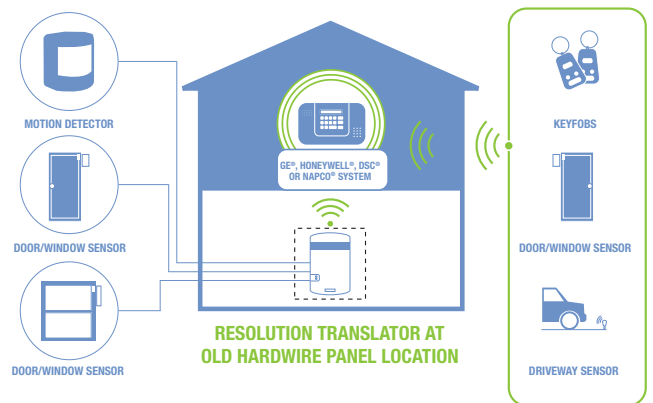 MOTION DETECTOR
DOOR/WINDOW SENSOR
DOOR/WINDOW SENSOR
GE®, HONEYWELL®, DSC®
OR NAPCO® SYSTEM
RESOLUTION TRANSLATOR AT
OLD HARDWIRE PANEL LOCATION
KEYFOBS
DOOR/WINDOW SENSOR
DRIVEWAY SENSOR